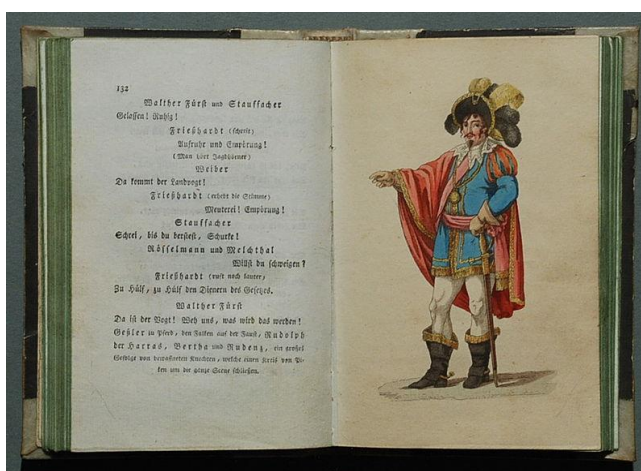 132
Walther Fürst und Stauffacher
Gelassen! Ruhig!
Frießhardt (schreit)
Aufruhr und Empörung!
(Man hört Jagdhörner)
Weiber
Da kommt der Landvogt!
Frießhardt (erhebt die Stimme)
Meuterei! Empörung!
Stauffacher
Schrei, bis du berstest, Schurke!
Rösselmann und Melchthal
Willst du schweigen?
Frießhardt (ruft noch lauter)
Zu Hülf, zu Hülf den Dienern des Gesetzes.
Walther Fürst
Da ist der Vogt! Weh uns, was wird das werden!
Geßler zu Pferd, den Falken auf der Faust, Rudolph
der Harras, Bertha und Rudenz, ein großes
Gefolge von bewaffneten Knechten, welche einen Kreis von Pi-
ken um die ganze Scene schließen.